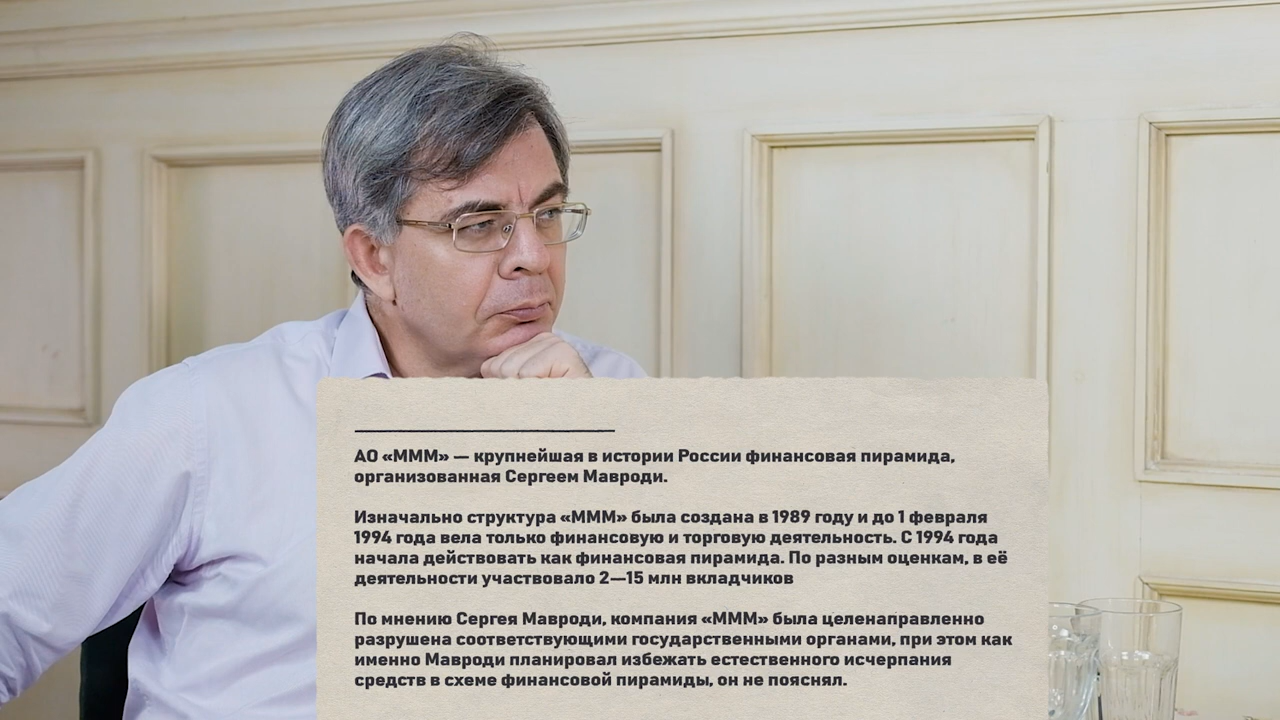 АО «МММ» — крупнейшая в истории России финансовая пирамида,
организованная Сергеем Мавроди.
Изначально структура «МММ» была создана в 1989 году и до 1 февраля
1994 года вела только финансовую и торговую деятельность. С 1994 года
начала действовать как финансовая пирамида. По разным оценкам, в её
деятельности участвовало 2—15 млн вкладчиков
По мнению Сергея Мавроди, компания «МММ» была целенаправленно
разрушена соответствующими государственными органами, при этом как
именно Мавроди планировал избежать естественного исчерпания
средств в схеме финансовой пирамиды, он не пояснял.